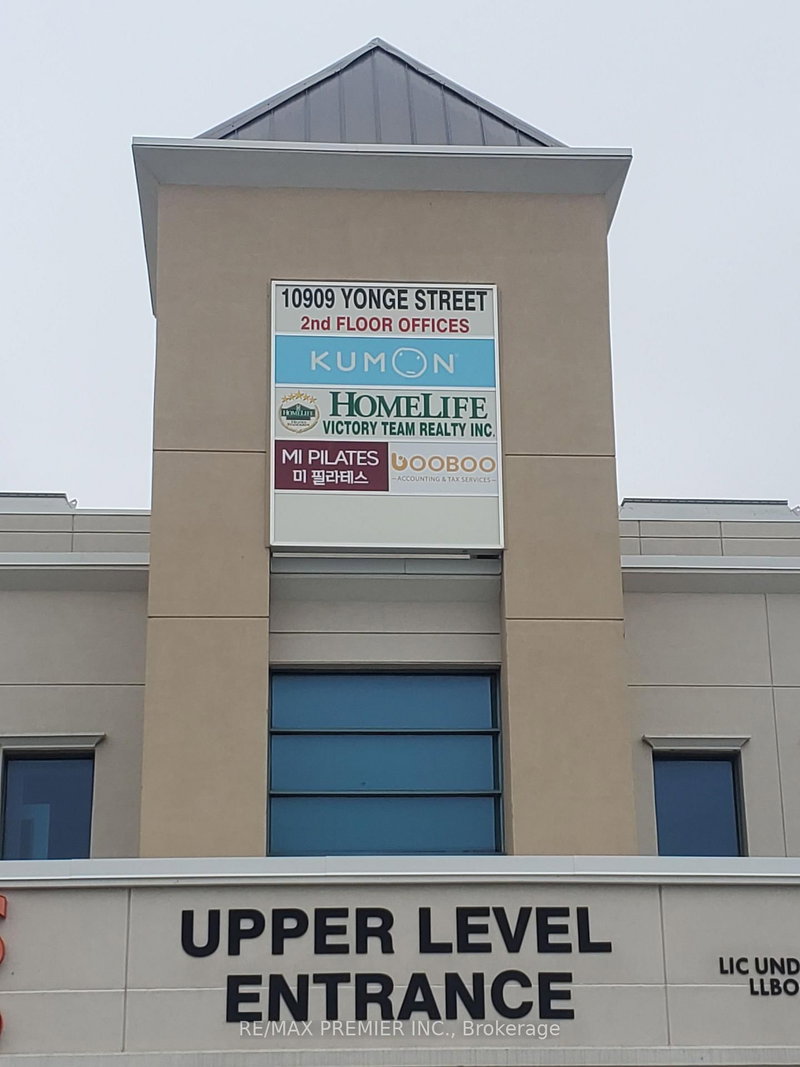 10909 YONGE STREET
2nd FLOOR OFFICES
KUMON
HOMELIFE
HOMELIFE
VICTORY TEAM REALTY INC.
MI PILATES
미 필라테스
BOOBOO
ACCOUNTING & TAX SERVICES
UPPER LEVEL
ENTRANCE
LIC UND
LLBO
RE/MAX PREMIER INC., Brokerage